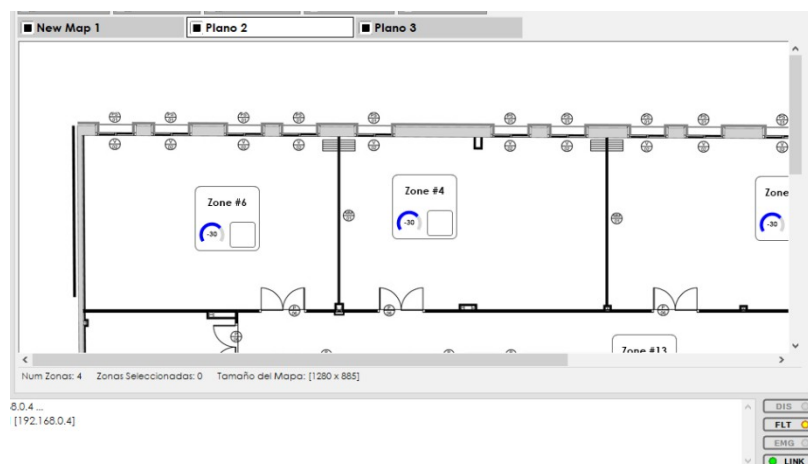 New Map 1
Plano 2
Plano 3
Zone #6
-30
Zone #4
-30
Zone
-30
Zone #13
Num Zonas: 4 Zonas Seleccionadas: 0 Tamaño del Mapa: [1280 x 885]
8.0.4 ...
[192.168.0.4]
DIS
FLT
EMG
LINK